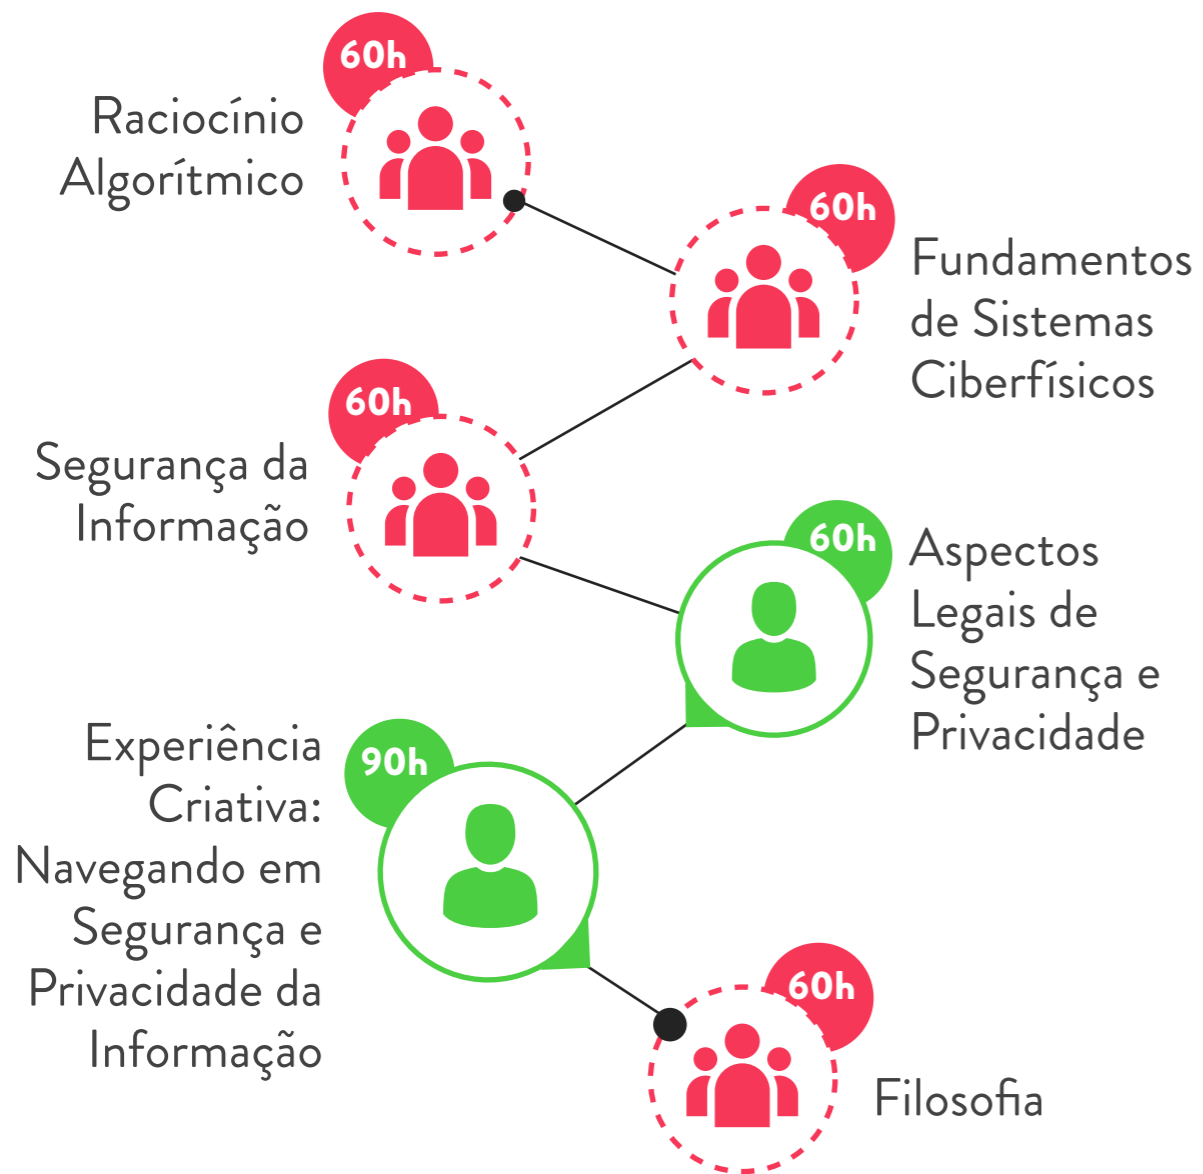 60h
Raciocínio
Algorítmico
60h
Fundamentos
de Sistemas
Ciberfísicos
60h
Segurança da
Informação
60h
Aspectos
Legais de
Segurança e
Privacidade
90h
Experiência
Criativa:
Navegando em
Segurança e
Privacidade da
Informação
60h
Filosofia